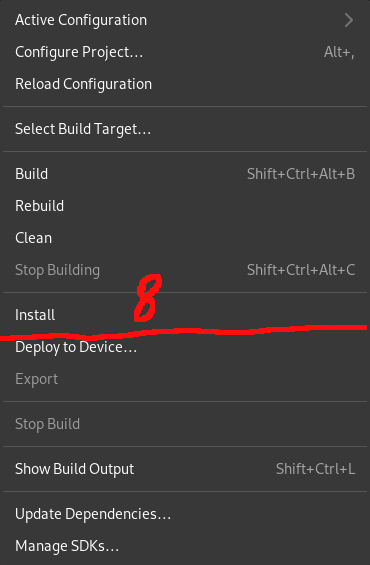 Active Configuration
Configure Project… Alt+,
Reload Configuration
Select Build Target…
Build Shift+Ctrl+Alt+B
Rebuild
Clean
Stop Building Shift+Ctrl+Alt+C
8
Install
Deploy to Device…
Export
Stop Build
Show Build Output Shift+Ctrl+L
Update Dependencies…
Manage SDKs…